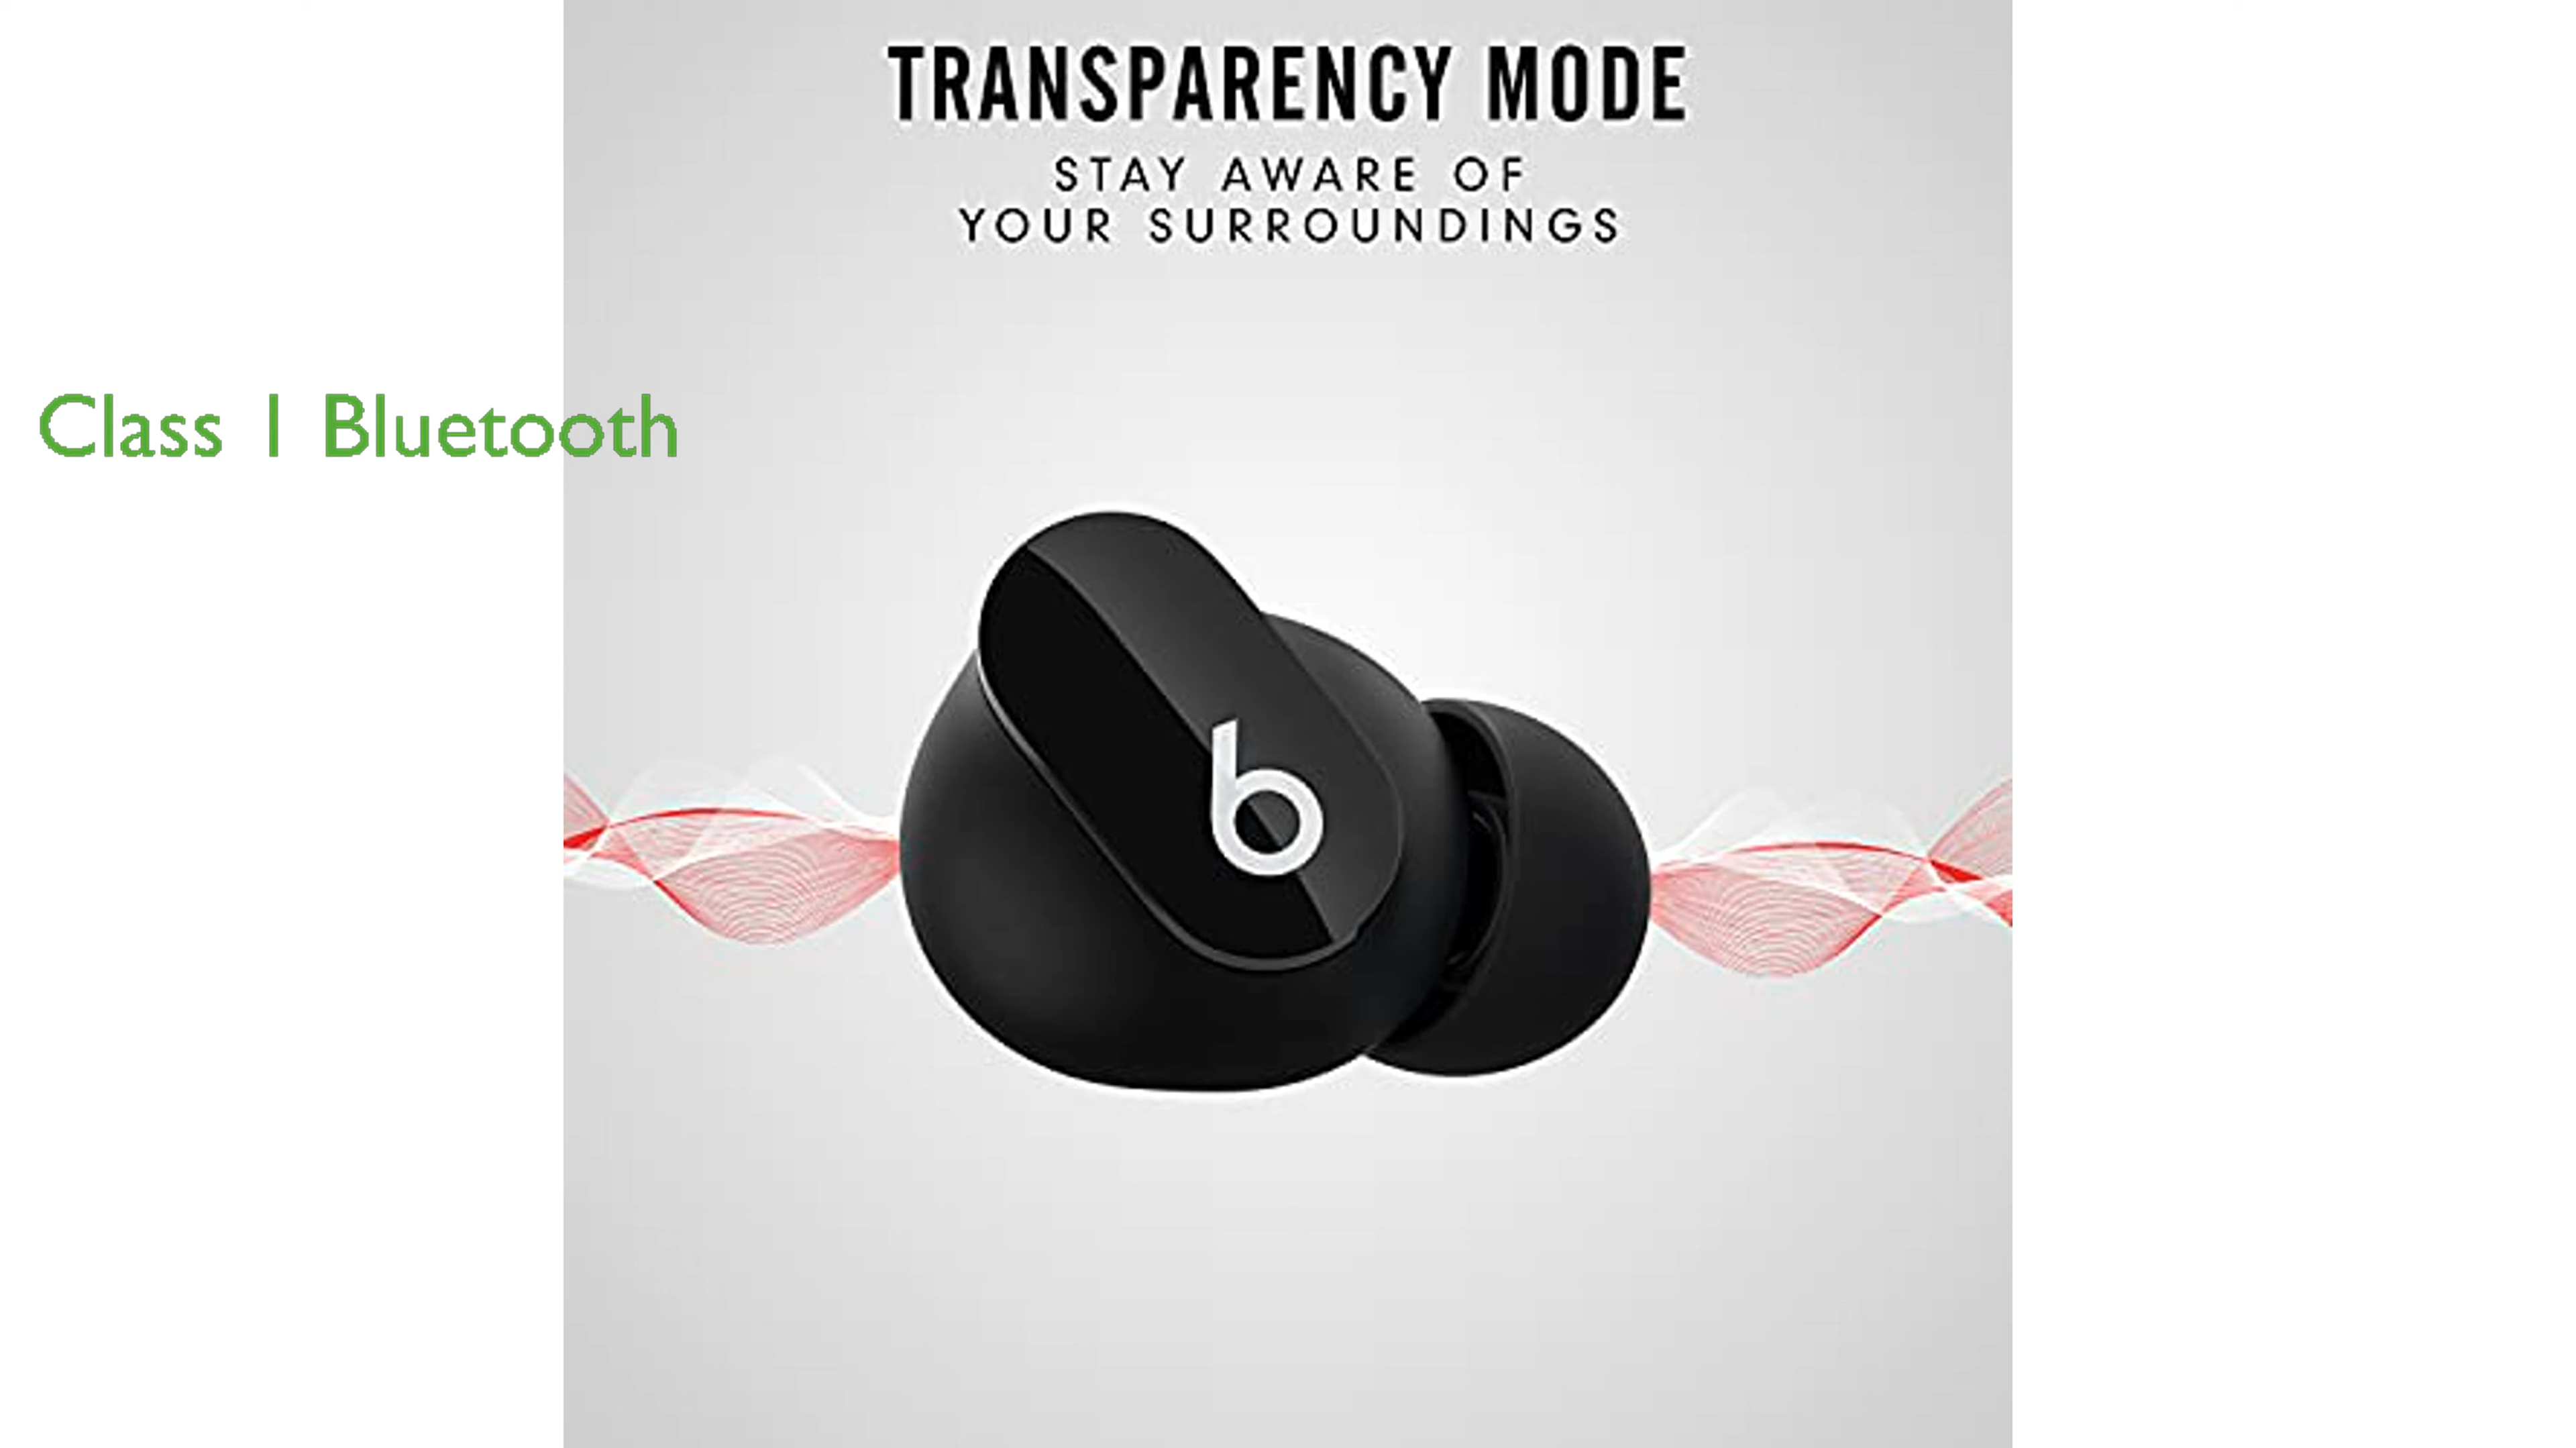 TRANSPARENCY MODE
STAY AWARE OF
YOUR SURROUNDINGS
Class 1 Bluetooth
b